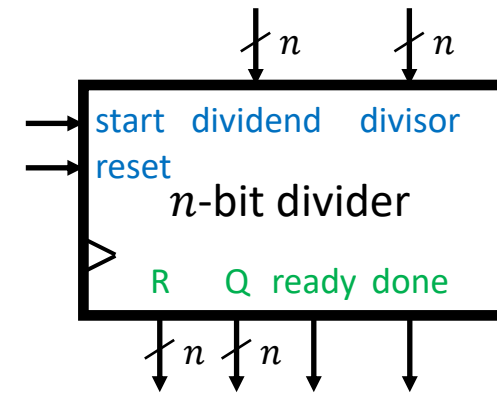 n n
start dividend divisor
reset
n-bit divider
R Q ready done
n n